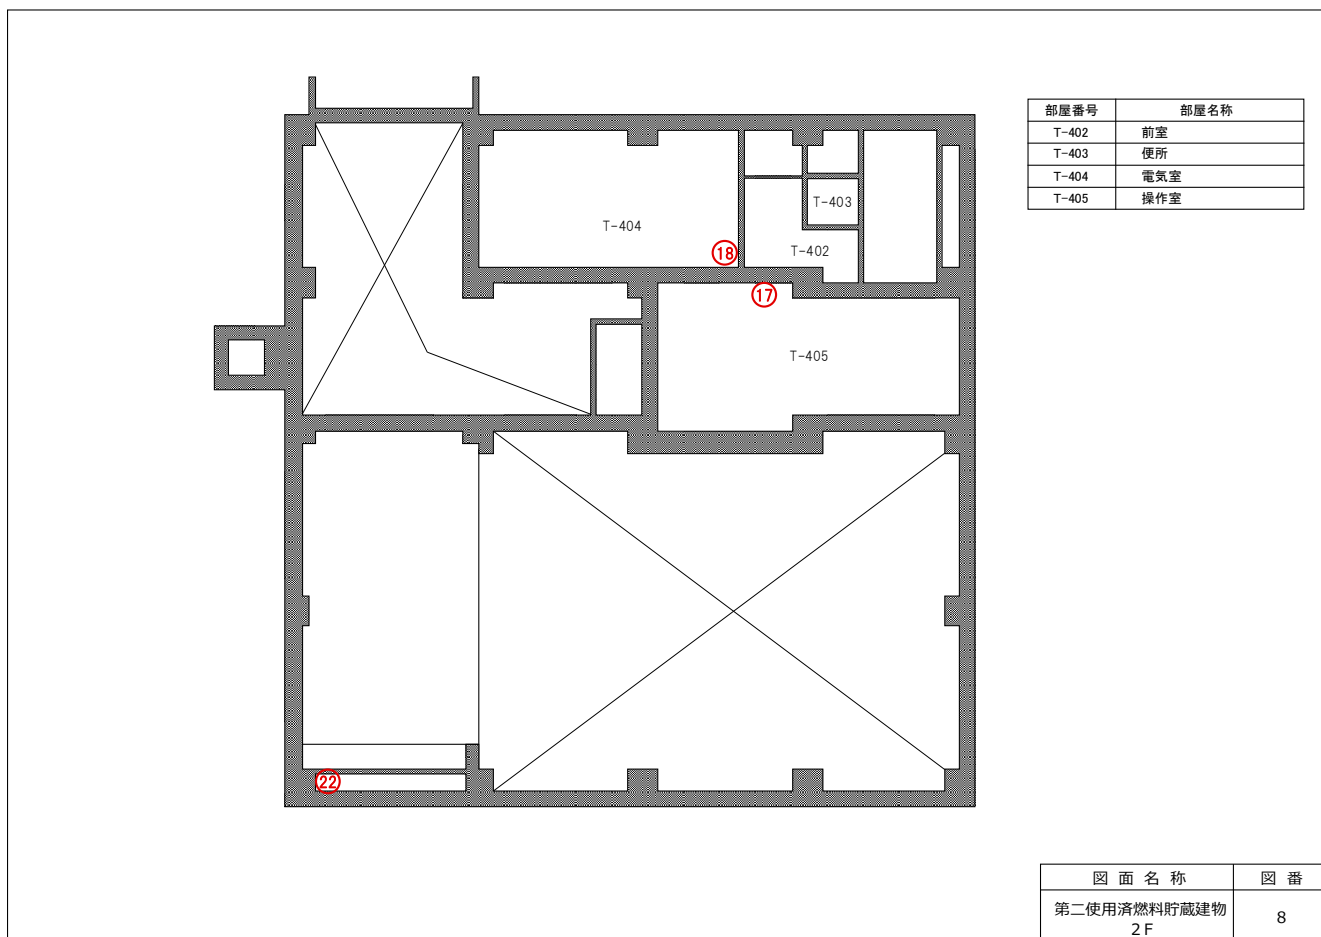 部屋番号 部屋名称
T-402 前室
T-403 便所
T-404 電気室
T-405 操作室
T-403
T-404
18
T-402
17
T-405
22
図面名称 図番
第二使用済燃料貯蔵建物
2F 8